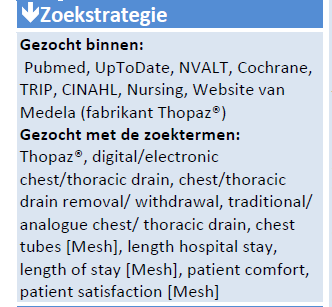 🡻Zoekstrategie
Gezocht binnen:
Pubmed, UpToDate, NVALT, Cochrane,
TRIP, CINAHL, Nursing, Website van
Medela (fabrikant Thopaz®)
Gezocht met de zoektermen:
Thopaz®, digital/electronic
chest/thoracic drain, chest/thoracic
drain removal/ withdrawal, traditional/
analogue chest/ thoracic drain, chest
tubes [Mesh], length hospital stay,
length of stay [Mesh], patient comfort,
patient satisfaction [Mesh]